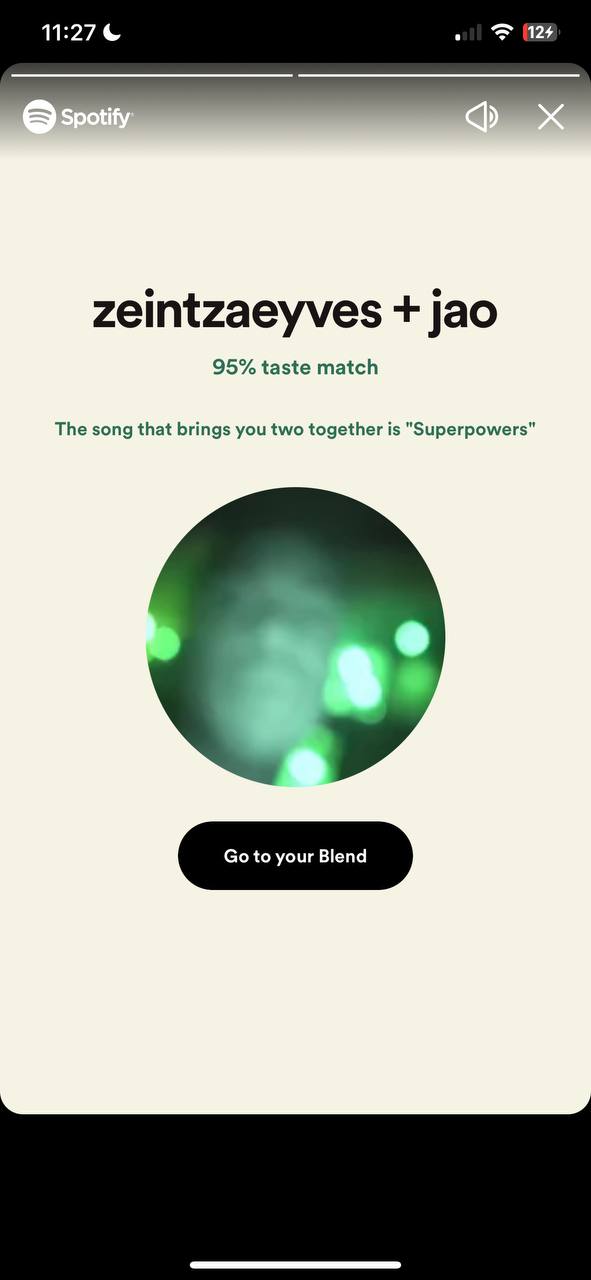 11:27
12
Spotify
zeintzaeyves + jao
95% taste match
The song that brings you two together is "Superpowers"
Go to your Blend